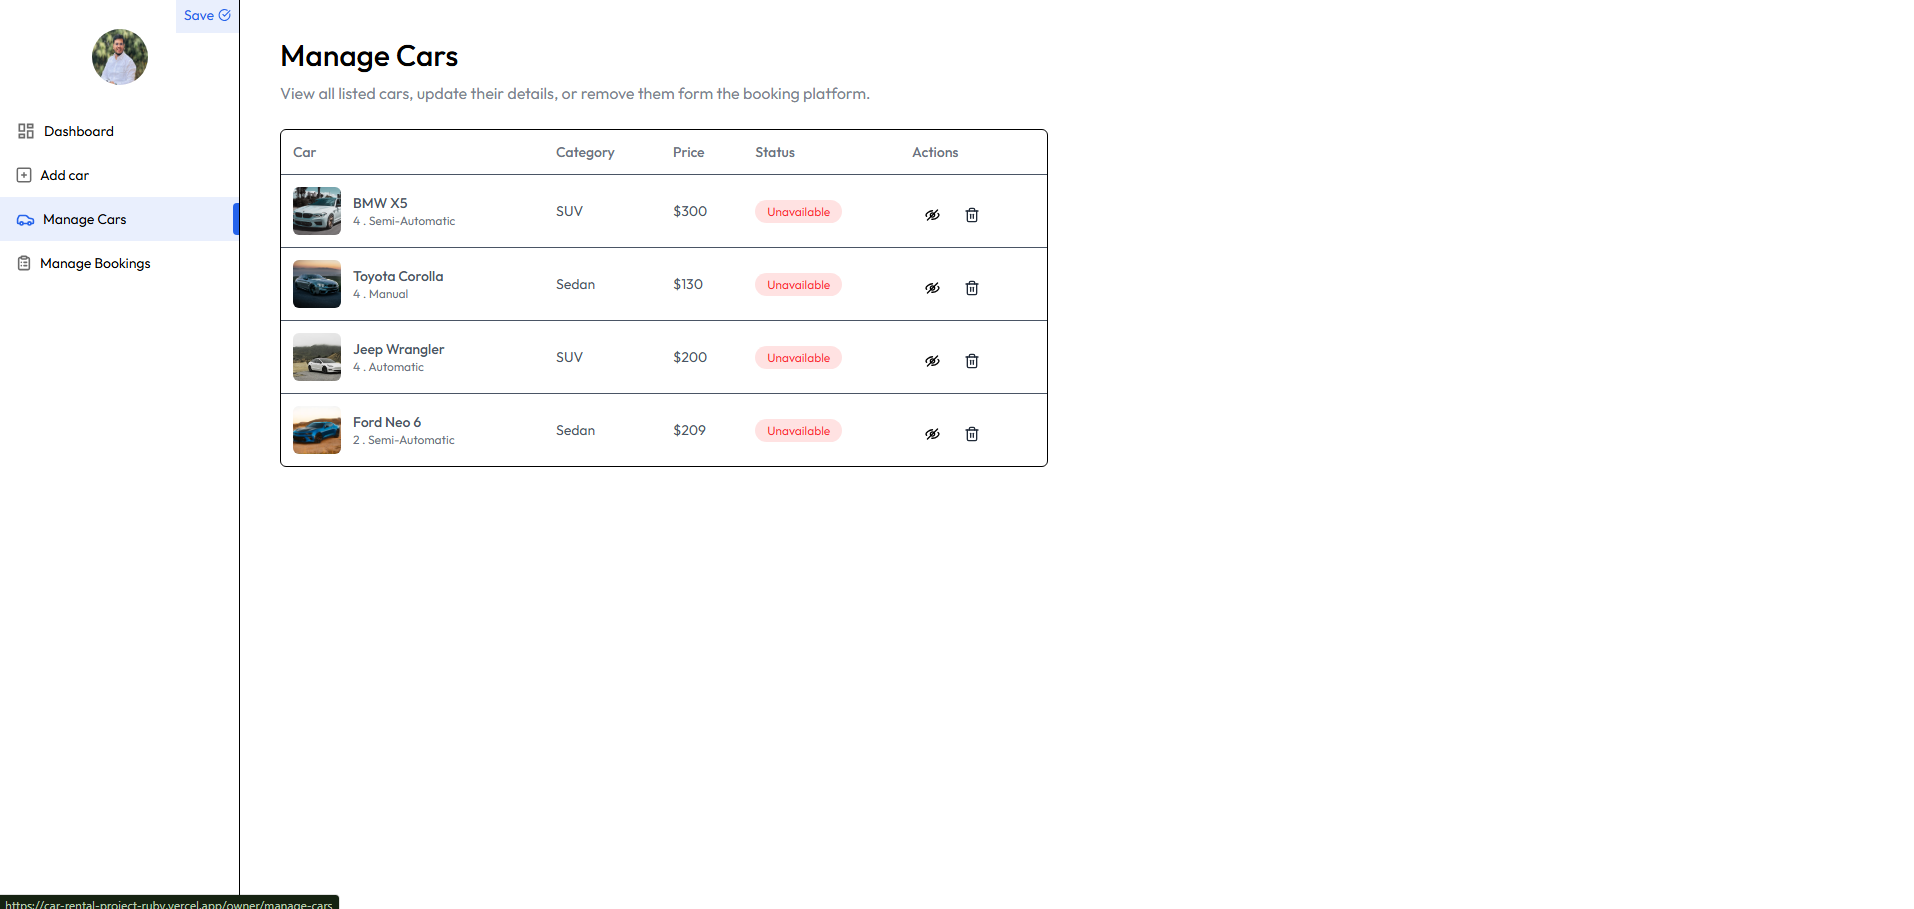 Save
Dashboard
Add car
Manage Cars
Manage Bookings
Manage Cars
View all listed cars, update their details, or remove them form the booking platform.
Car Category Price Status Actions
BMW X5
4 . Semi-Automatic
SUV $300 Unavailable
Toyota Corolla
4 . Manual
Sedan $130 Unavailable
Jeep Wrangler
4 . Automatic
SUV $200 Unavailable
Ford Neo 6
2 . Semi-Automatic
Sedan $209 Unavailable
https://car-rental-project-ruby.vercel.app/owner/manage-cars